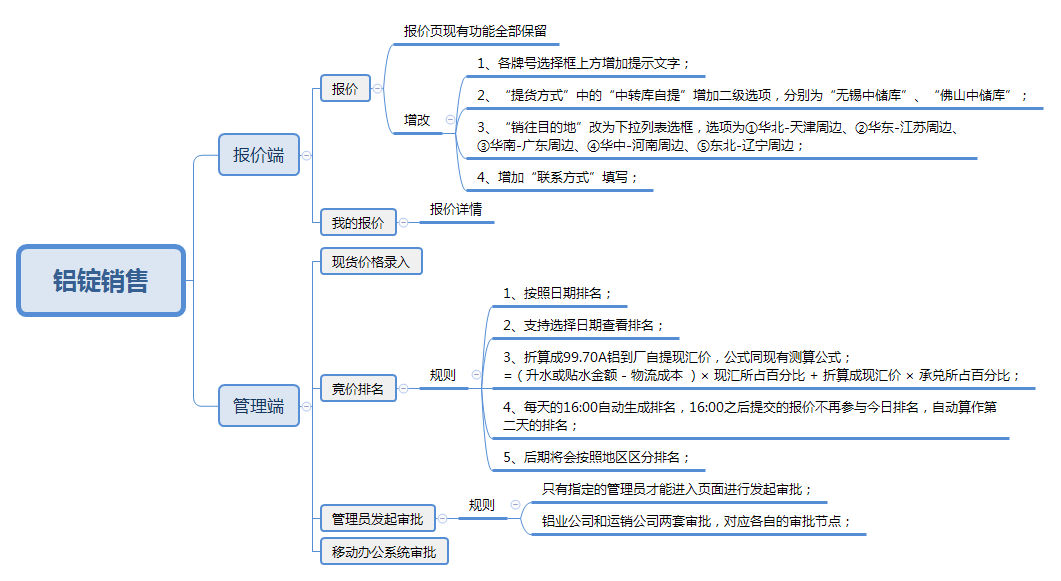 铝锭销售
报价端
报价
报价页现有功能全部保留
增改
1、各牌号选择框上方增加提示文字；
2、“提货方式”中的“中转库自提”增加二级选项，分别为“无锡中储库”、“佛山中储库”；
3、“销往目的地”改为下拉列表选框，选项为①华北-天津周边、②华东-江苏周边、
③华南-广东周边、④华中-河南周边、⑤东北-辽宁周边；
4、增加“联系方式”填写；
我的报价
报价详情
管理端
现货价格录入
竟价排名
规则
1、按照日期排名；
2、支持选择日期查看排名；
3、折算成99.70A铝到厂自提现汇价，公式同现有测算公式；
=（升水或贴水金额 - 物流成本 ）× 现汇所占百分比 + 折算成现汇价 × 承兑所占百分比；
4、每天的16:00自动生成排名，16:00之后提交的报价不再参与今日排名，自动算作第
二天的排名；
5、后期将会按照地区区分排名；
管理员发起审批
规则
只有指定的管理员才能进入页面进行发起审批；
铝业公司和运销公司两套审批，对应各自的审批节点；
移动办公系统审批